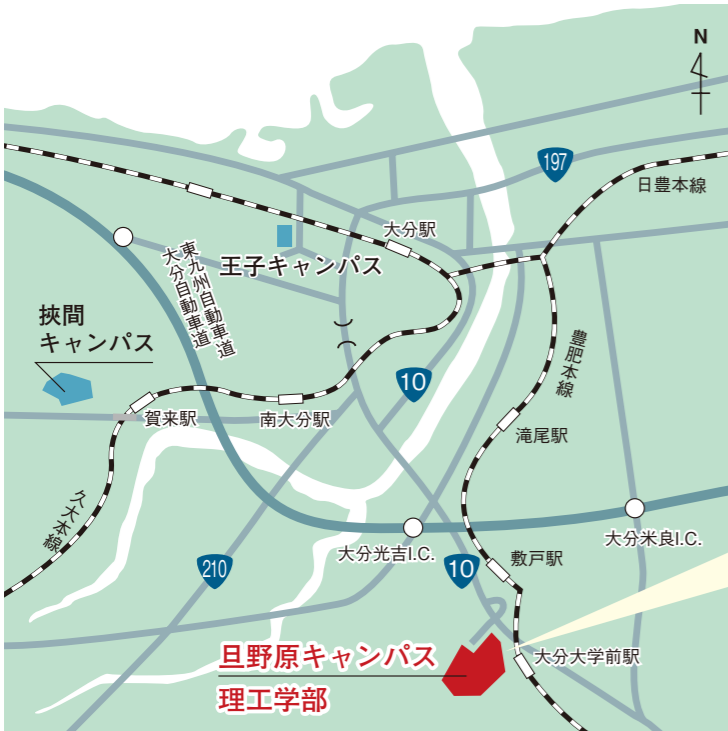 N
197
日豊本線
大分駅
王子キャンパス
東九州自動車道
大分自動車道
挾間
キャンパス
豊肥本線
10
賀来駅
南大分駅
滝尾駅
久大本線
大分米良I.C.
大分光吉I.C.
敷戸駅
210
10
旦野原キャンパス
理工学部
大分大学前駅